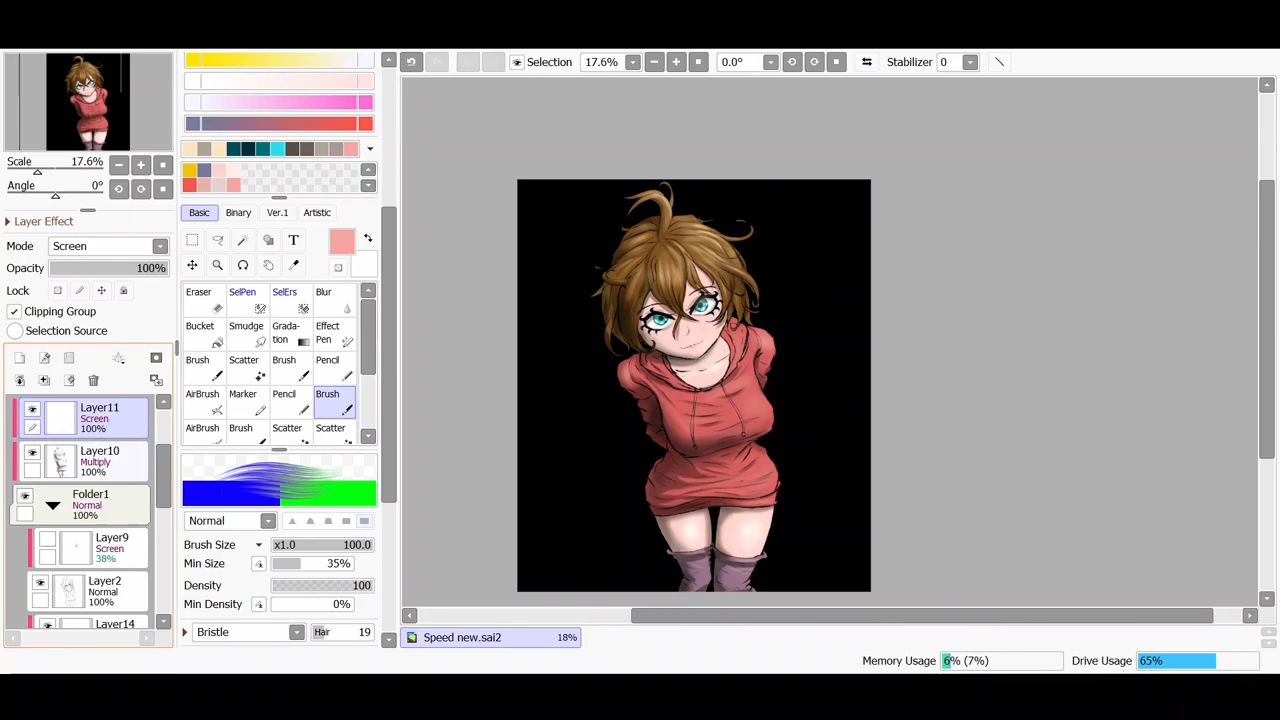 Selection 17.6% 0.0° Stabilizer 0
Scale 17.6%
Angle 0°
Layer Effect
Mode Screen
Opacity 100%
Lock
Clipping Group
Selection Source
Layer11
Screen
100%
Layer10
Multiply
100%
Folder1
Normal
100%
Layer9
Screen
38%
Layer2
Normal
100%
Layer14
Basic Binary Ver.1 Artistic
T
Eraser SelPen SelErs Blur
Bucket Smudge Grada- Effect
tion Pen
Brush Scatter Brush Pencil
AirBrush Marker Pencil Brush
AirBrush Brush Scatter Scatter
Normal
Brush Size x1.0 100.0
Min Size 35%
Density 100
Min Density 0%
Bristle Hair 19
Speed new.sai2 18%
Memory Usage 6% (7%) Drive Usage 65%